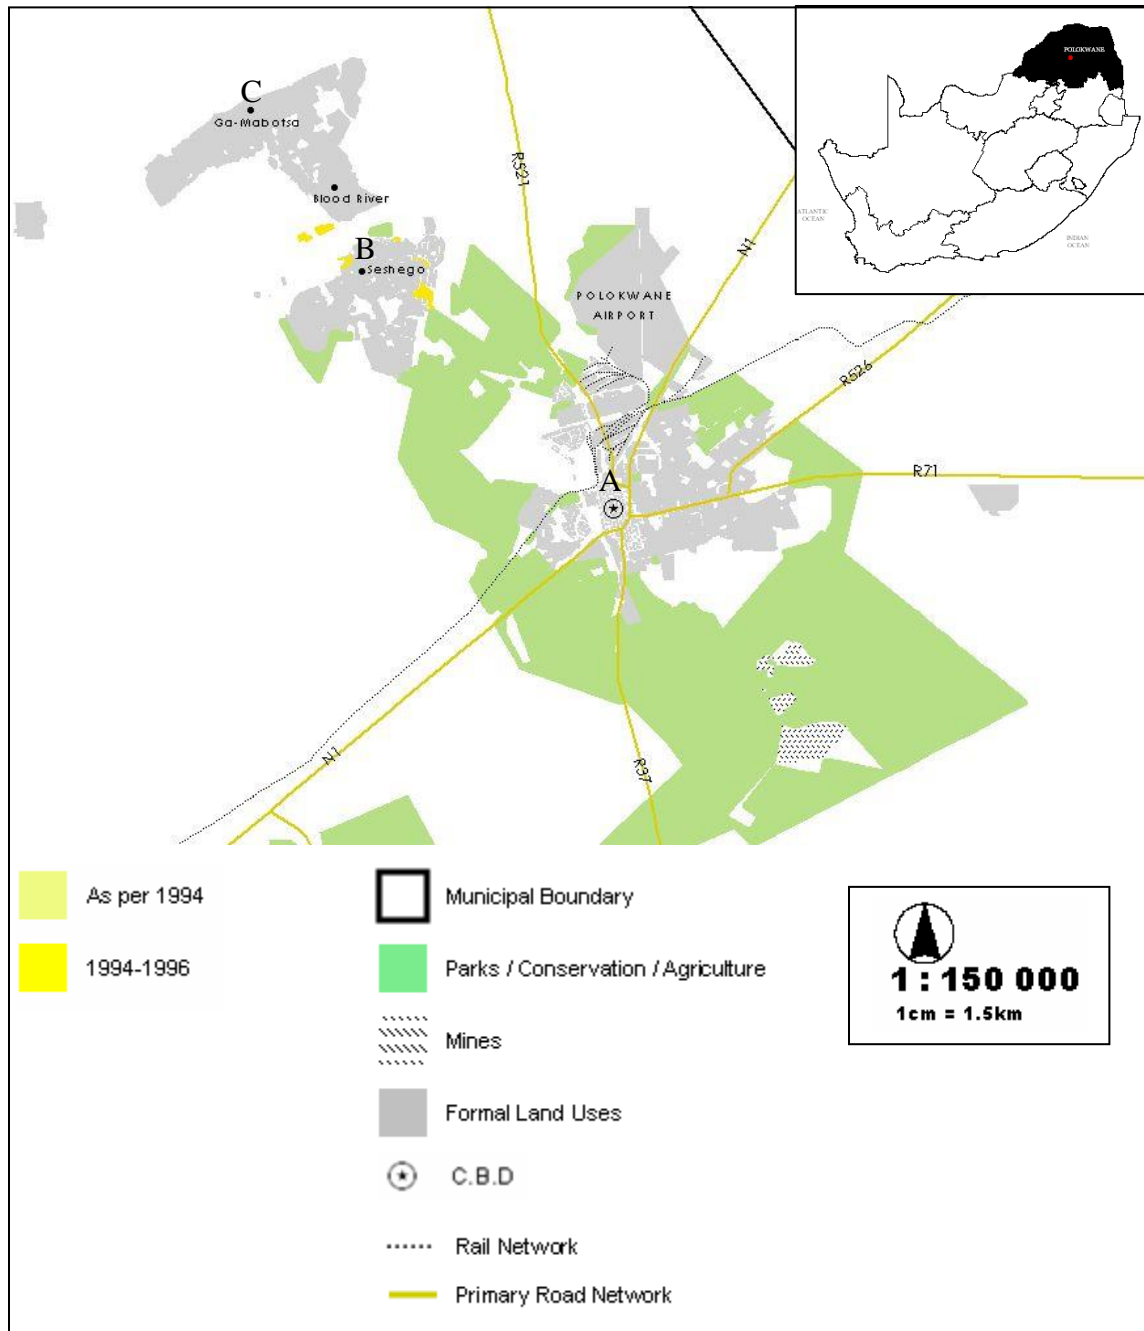 C
Ga-Mabotsa
Blood River
B
Seshego
R521
N1
POLOKWANE
AIRPORT
R526
A
R71
N1
R37
POLOKWANE
ATLANTIC
OCEAN
INDIAN
OCEAN
As per 1994
1994-1996
Municipal Boundary
Parks / Conservation / Agriculture
Mines
Formal Land Uses
C.B.D
Rail Network
Primary Road Network
1 : 150 000
1cm = 1.5km